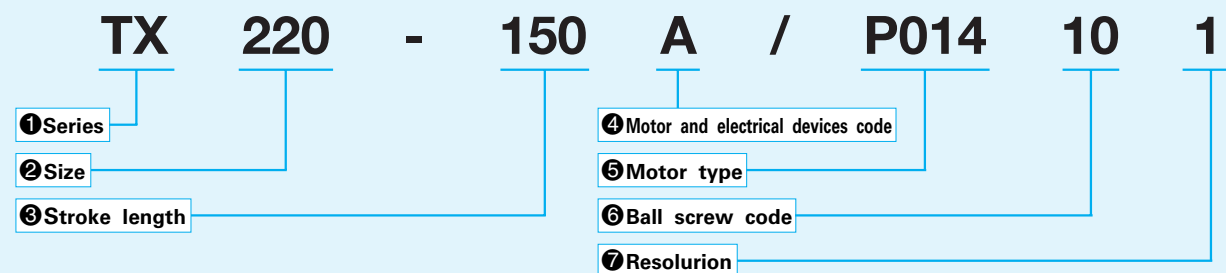 TX 220 - 150 A / P014 10 1
❶Series
❷Size
❸Stroke length
❹Motor and electrical devices code
❺Motor type
❻Ball screw code
❼Resolurion